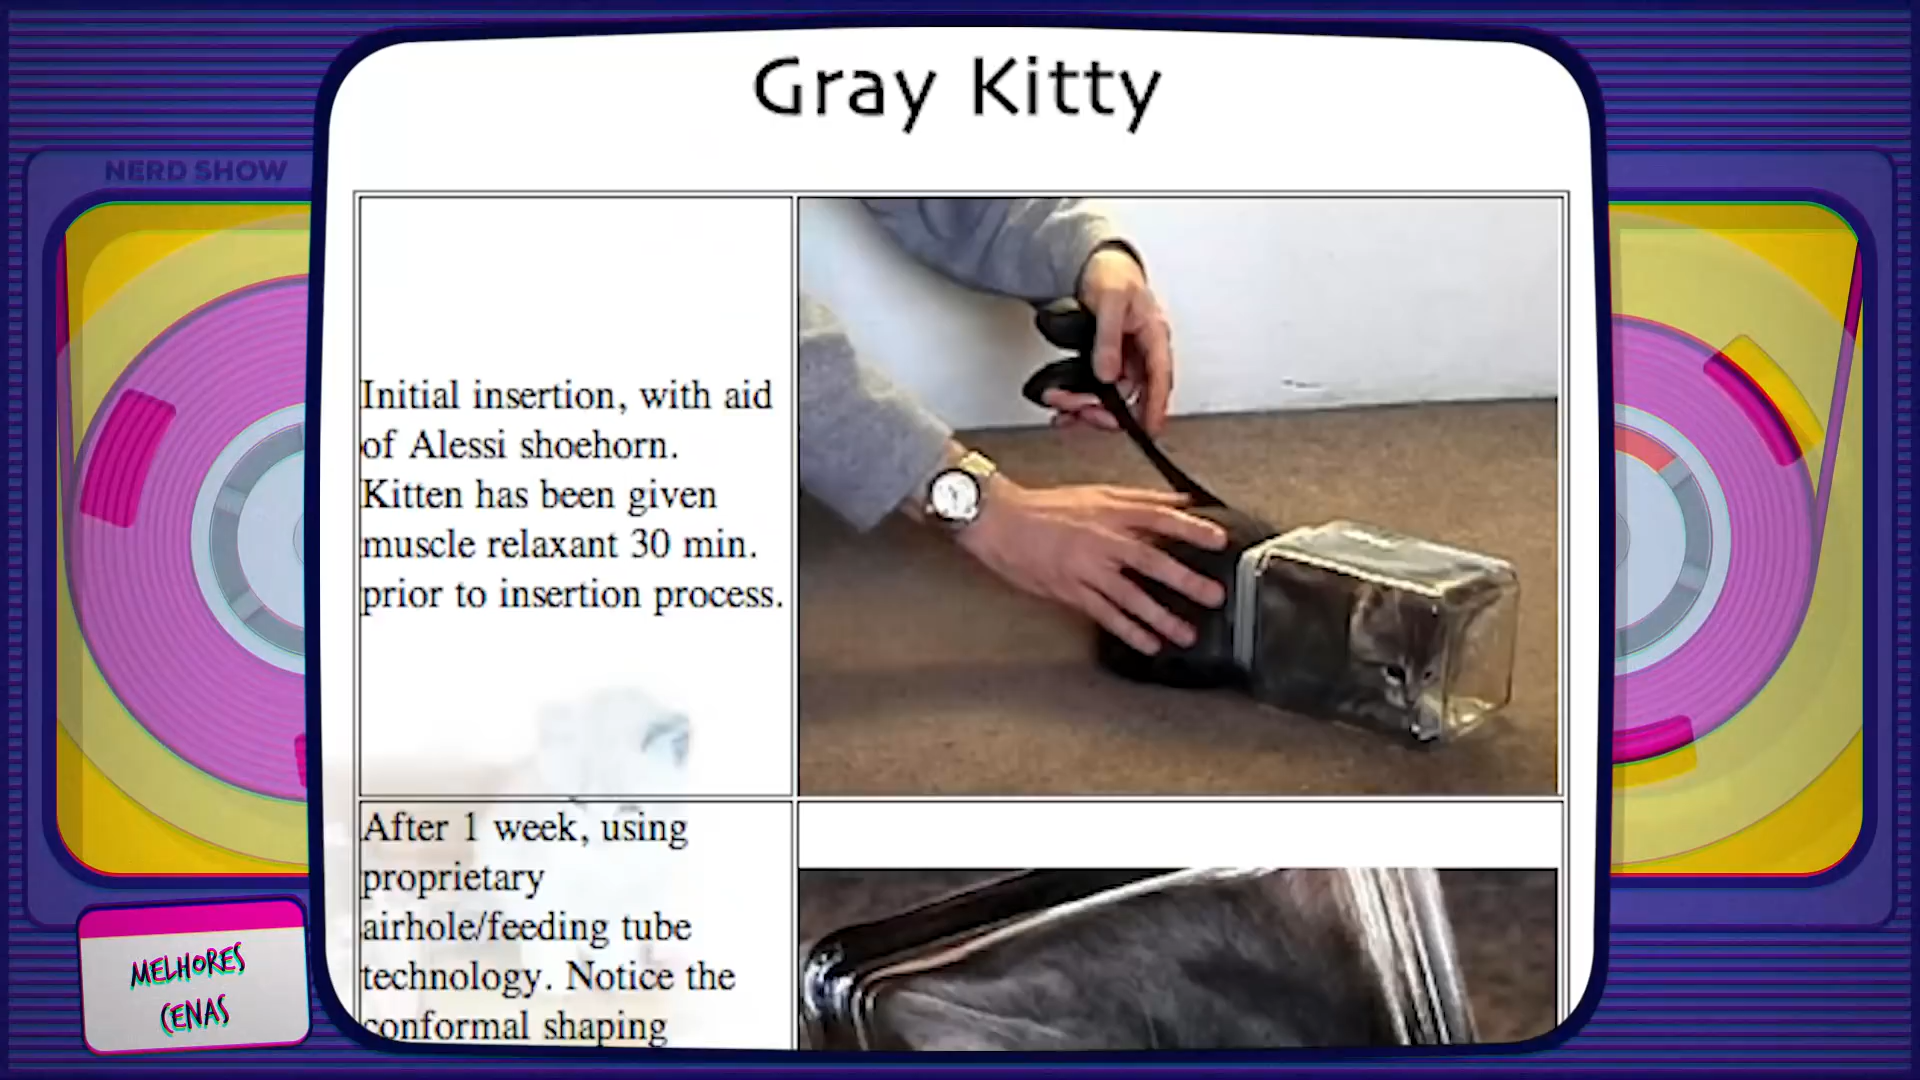 Gray Kitty
NERD SHOW
Initial insertion, with aid
of Alessi shoehorn.
Kitten has been given
muscle relaxant 30 min.
prior to insertion process.
After 1 week, using
proprietary
airhole/feeding tube
technology. Notice the
conformal shaping
MELHORES
CENAS